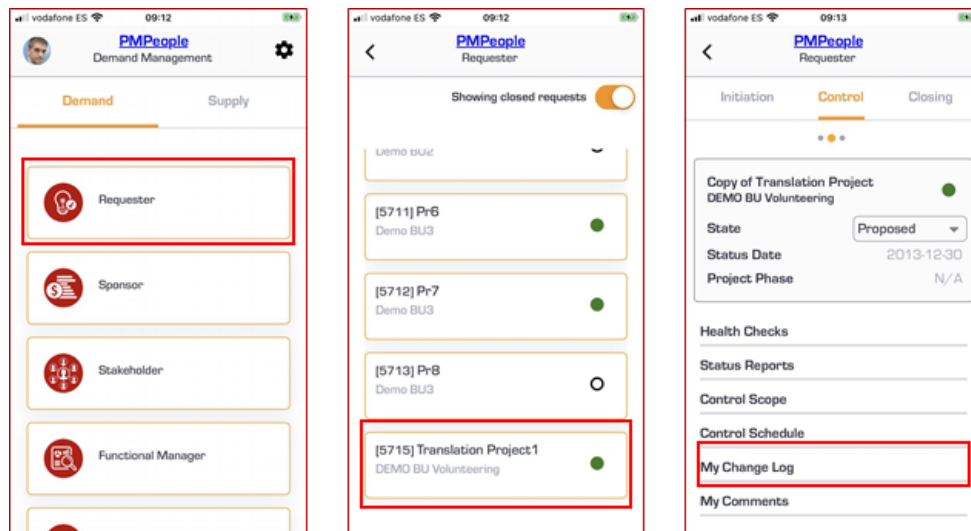 vodafone ES
09:12
PMPeople
Demand Management
Demand
Supply
Requester
Sponsor
Stakeholder
Functional Manager
vodafone ES
09:12
PMPeople
Requester
Showing closed requests
Demo BU2
[5711] Pr6
Demo BU3
[5712] Pr7
Demo BU3
[5713] Pr8
Demo BU3
[5715] Translation Project1
DEMO BU Volunteering
vodafone ES
09:13
PMPeople
Requester
Initiation
Control
Closing
Copy of Translation Project
DEMO BU Volunteering
State
Proposed
Status Date
2013-12-30
Project Phase
N/A
Health Checks
Status Reports
Control Scope
Control Schedule
My Change Log
My Comments